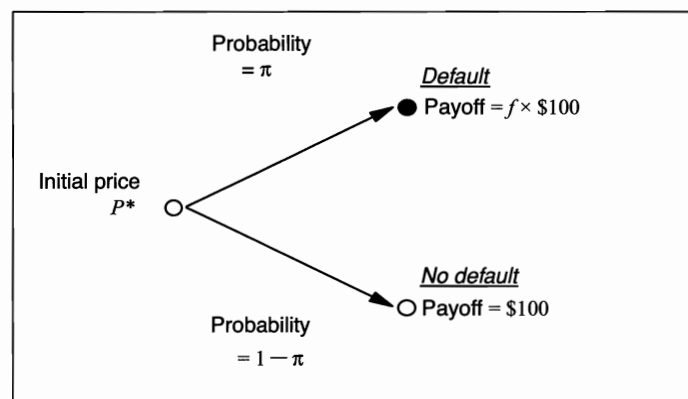 Probability
= π
Default
Payoff = f × $100
Initial price
P*
No default
Payoff = $100
Probability
= 1 — π